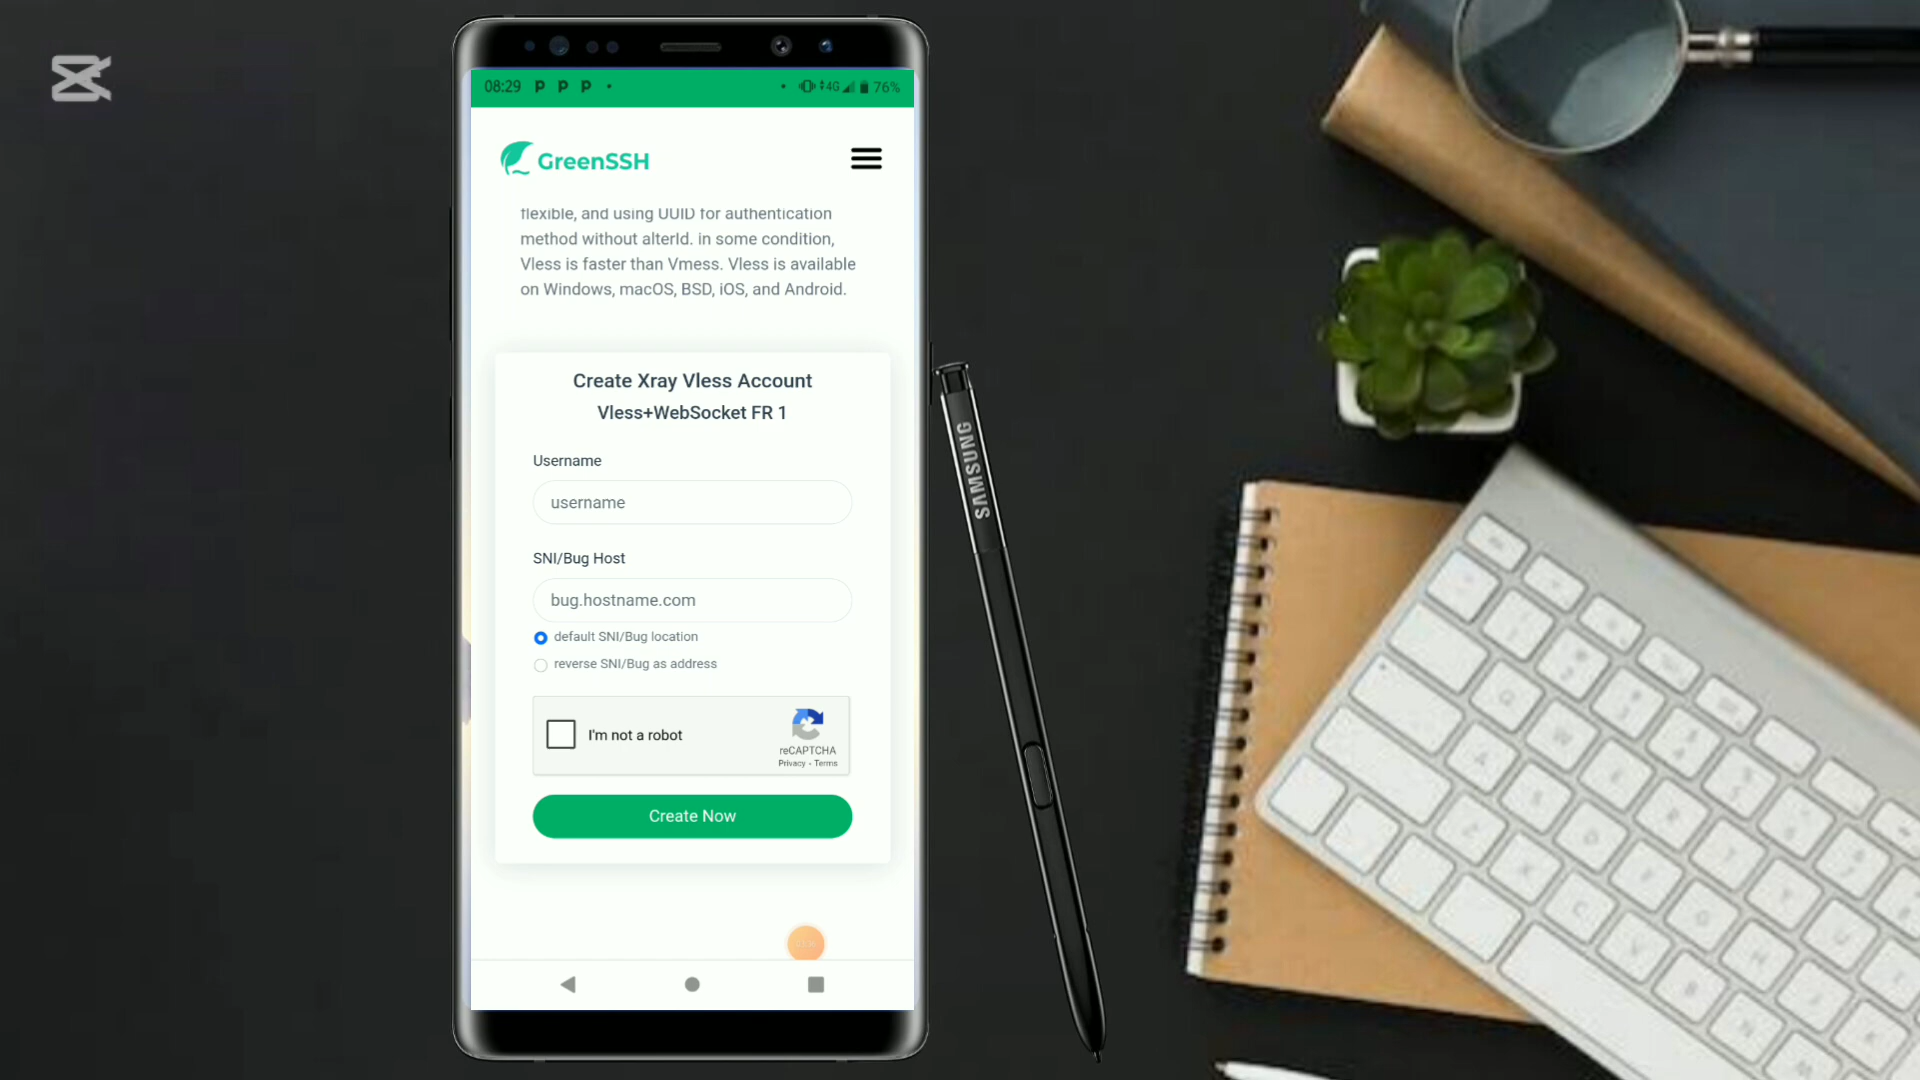 08:29 P P P
4G 76%
GreenSSH
flexible, and using UUID for authentication
method without alterId. in some condition,
Vless is faster than Vmess. Vless is available
on Windows, macOS, BSD, iOS, and Android.
Create Xray Vless Account
Vless+WebSocket FR 1
Username
username
SNI/Bug Host
bug.hostname.com
default SNI/Bug location
reverse SNI/Bug as address
I'm not a robot
reCAPTCHA
Privacy - Terms
Create Now
SAMSUNG